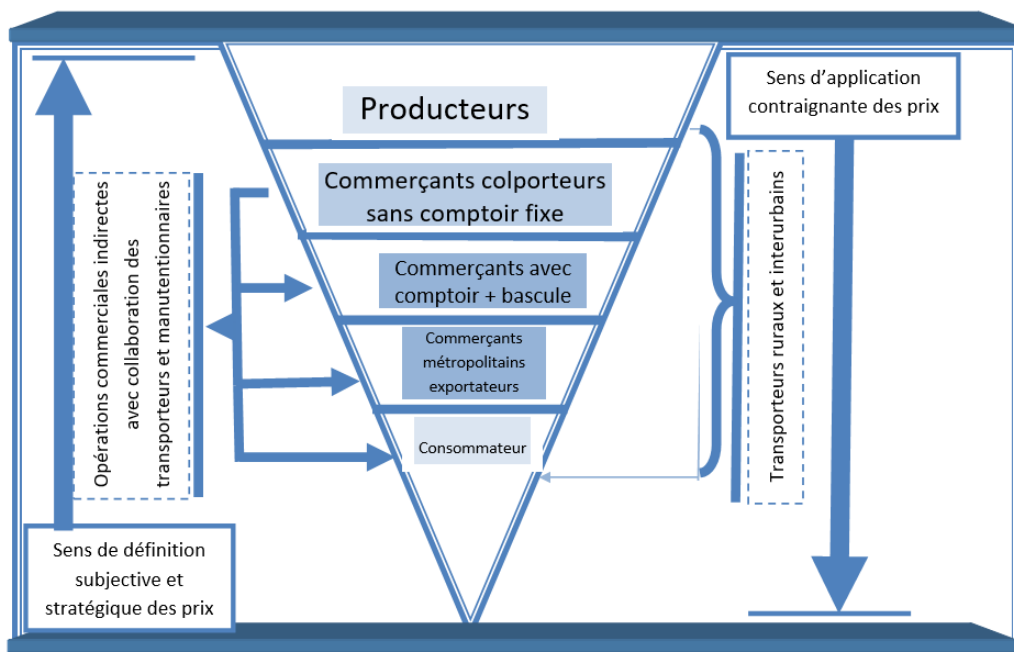 Producteurs
Commerçants colporteurs
sans comptoir fixe
Commerçants avec
comptoir + bascule
Commerçants
métropolitains
exportateurs
Consommateur
Opérations commerciales indirectes
avec collaboration des
transporteurs et manutentionnaires
Sens de définition
subjective et
stratégique des prix
Sens d’application
contraignante des prix
Transporteurs ruraux et interurbains